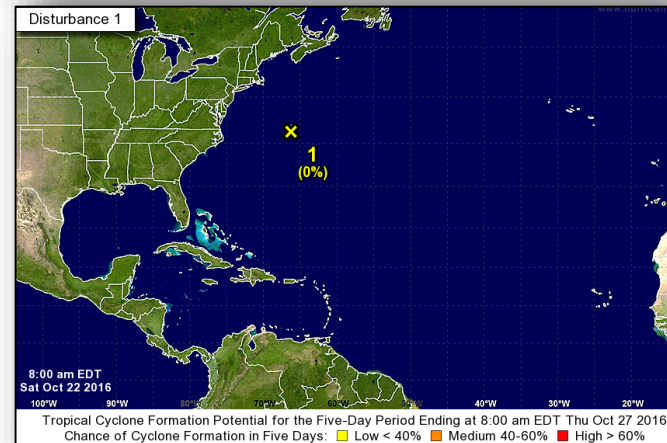 Disturbance 1
1
(0%)
8:00 am EDT
Sat Oct 22 2016
100°W 90°W 80°W 70°W 60°W 40°W 30°W 20°W
Tropical Cyclone Formation Potential for the Five-Day Period Ending at 8:00 am EDT Thu Oct 27 2016
Chance of Cyclone Formation in Five Days: Low < 40% Medium 40-60% High > 60%